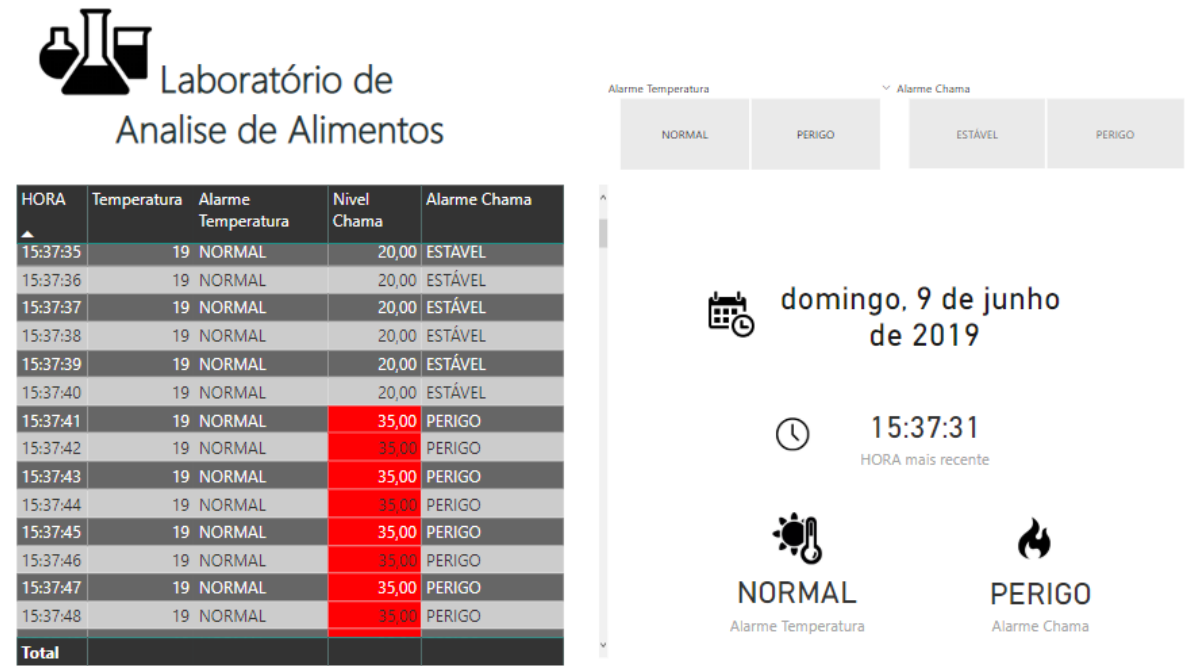 Laboratório de
Analise de Alimentos
Alarme Temperatura
Alarme Chama
NORMAL PERIGO
ESTÁVEL PERIGO
HORA Temperatura Alarme Temperatura Nivel Chama Alarme Chama
15:37:35 19 NORMAL 20,00 ESTAVEL
15:37:36 19 NORMAL 20,00 ESTÁVEL
15:37:37 19 NORMAL 20,00 ESTÁVEL
15:37:38 19 NORMAL 20,00 ESTÁVEL
15:37:39 19 NORMAL 20,00 ESTÁVEL
15:37:40 19 NORMAL 20,00 ESTÁVEL
15:37:41 19 NORMAL 35,00 PERIGO
15:37:42 19 NORMAL 35,00 PERIGO
15:37:43 19 NORMAL 35,00 PERIGO
15:37:44 19 NORMAL 35,00 PERIGO
15:37:45 19 NORMAL 35,00 PERIGO
15:37:46 19 NORMAL 35,00 PERIGO
15:37:47 19 NORMAL 35,00 PERIGO
15:37:48 19 NORMAL 35,00 PERIGO
Total
domingo, 9 de junho
de 2019
15:37:31
HORA mais recente
NORMAL
Alarme Temperatura
PERIGO
Alarme Chama